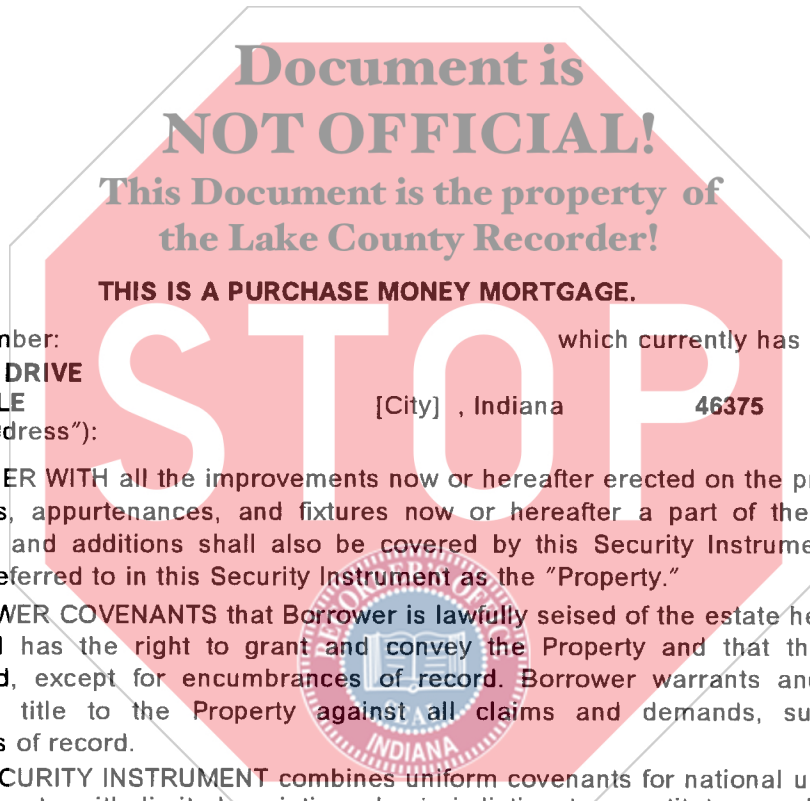 Document is
NOT OFFICIAL!
This Document is the property of
the Lake County Recorder!
THIS IS A PURCHASE MONEY MORTGAGE.
STOP
mber: which currently has
DRIVE
LE [City] , Indiana 46375
dress"):
ER WITH all the improvements now or hereafter erected on the p
s, appurtenances, and fixtures now or hereafter a part of the
and additions shall also be covered by this Security Instrume
eferred to in this Security Instrument as the "Property."
WER COVENANTS that Borrower is lawfully seised of the estate he
has the right to grant and convey the Property and that th
d, except for encumbrances of record. Borrower warrants an
title to the Property against all claims and demands, su
s of record.
RECORDER'S OFFICE
INDIANA
CURITY INSTRUMENT combines uniform covenants for national u